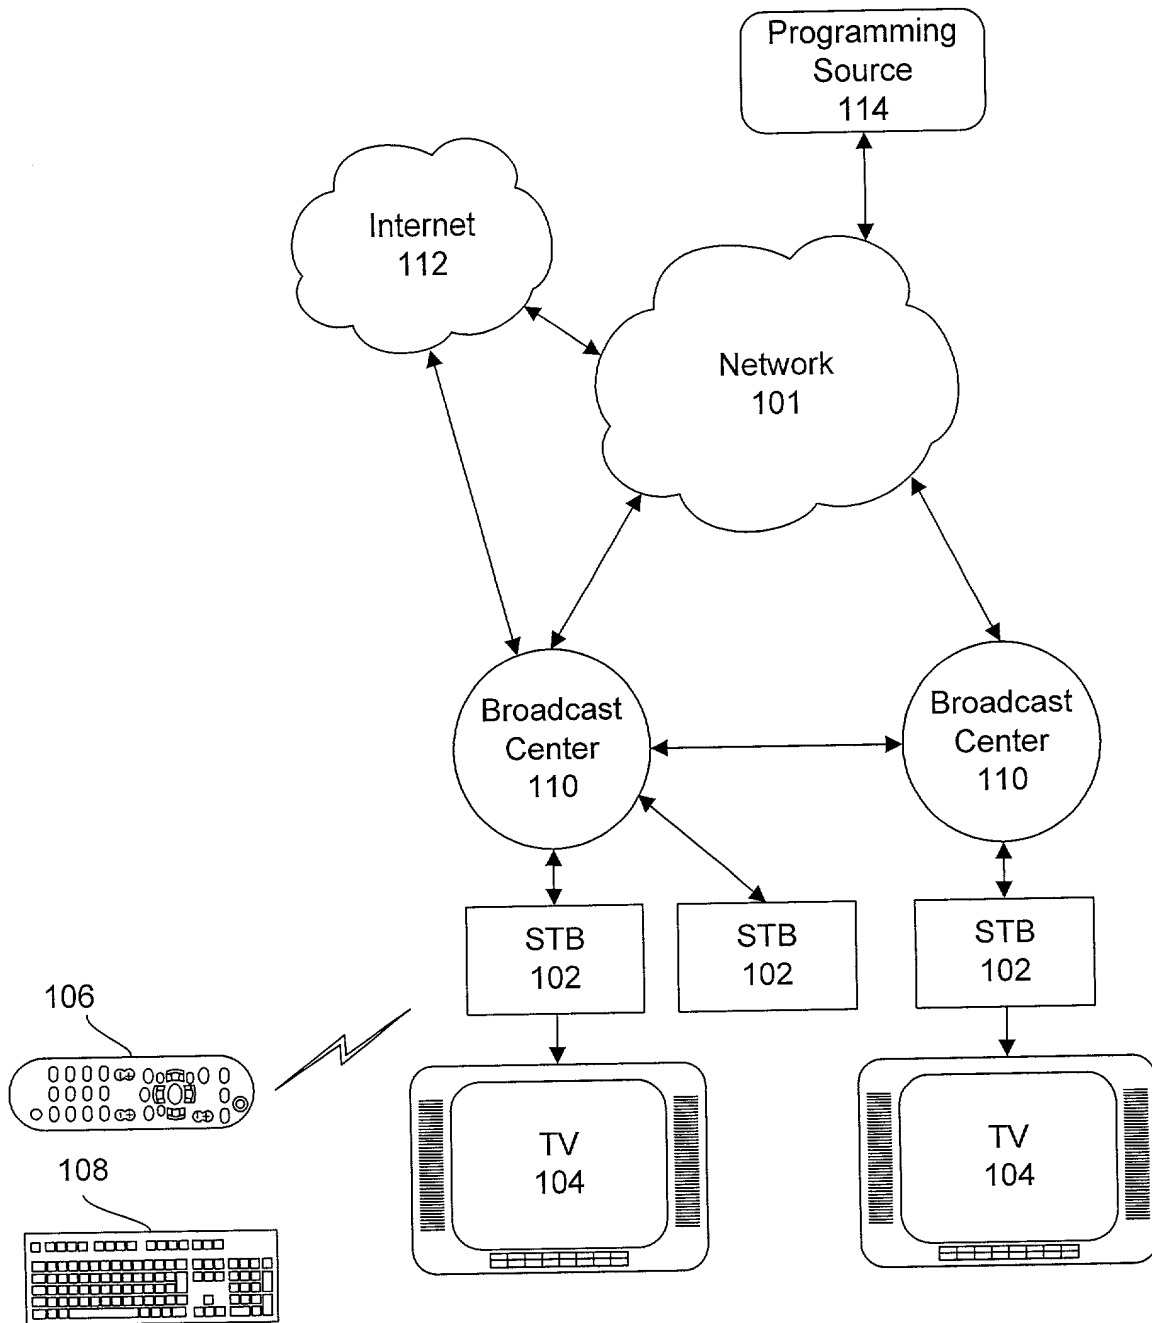 Programming
Source
114
Internet
112
Network
101
Broadcast
Center
110
Broadcast
Center
110
STB
102
STB
102
STB
102
106
TV
104
TV
104
108